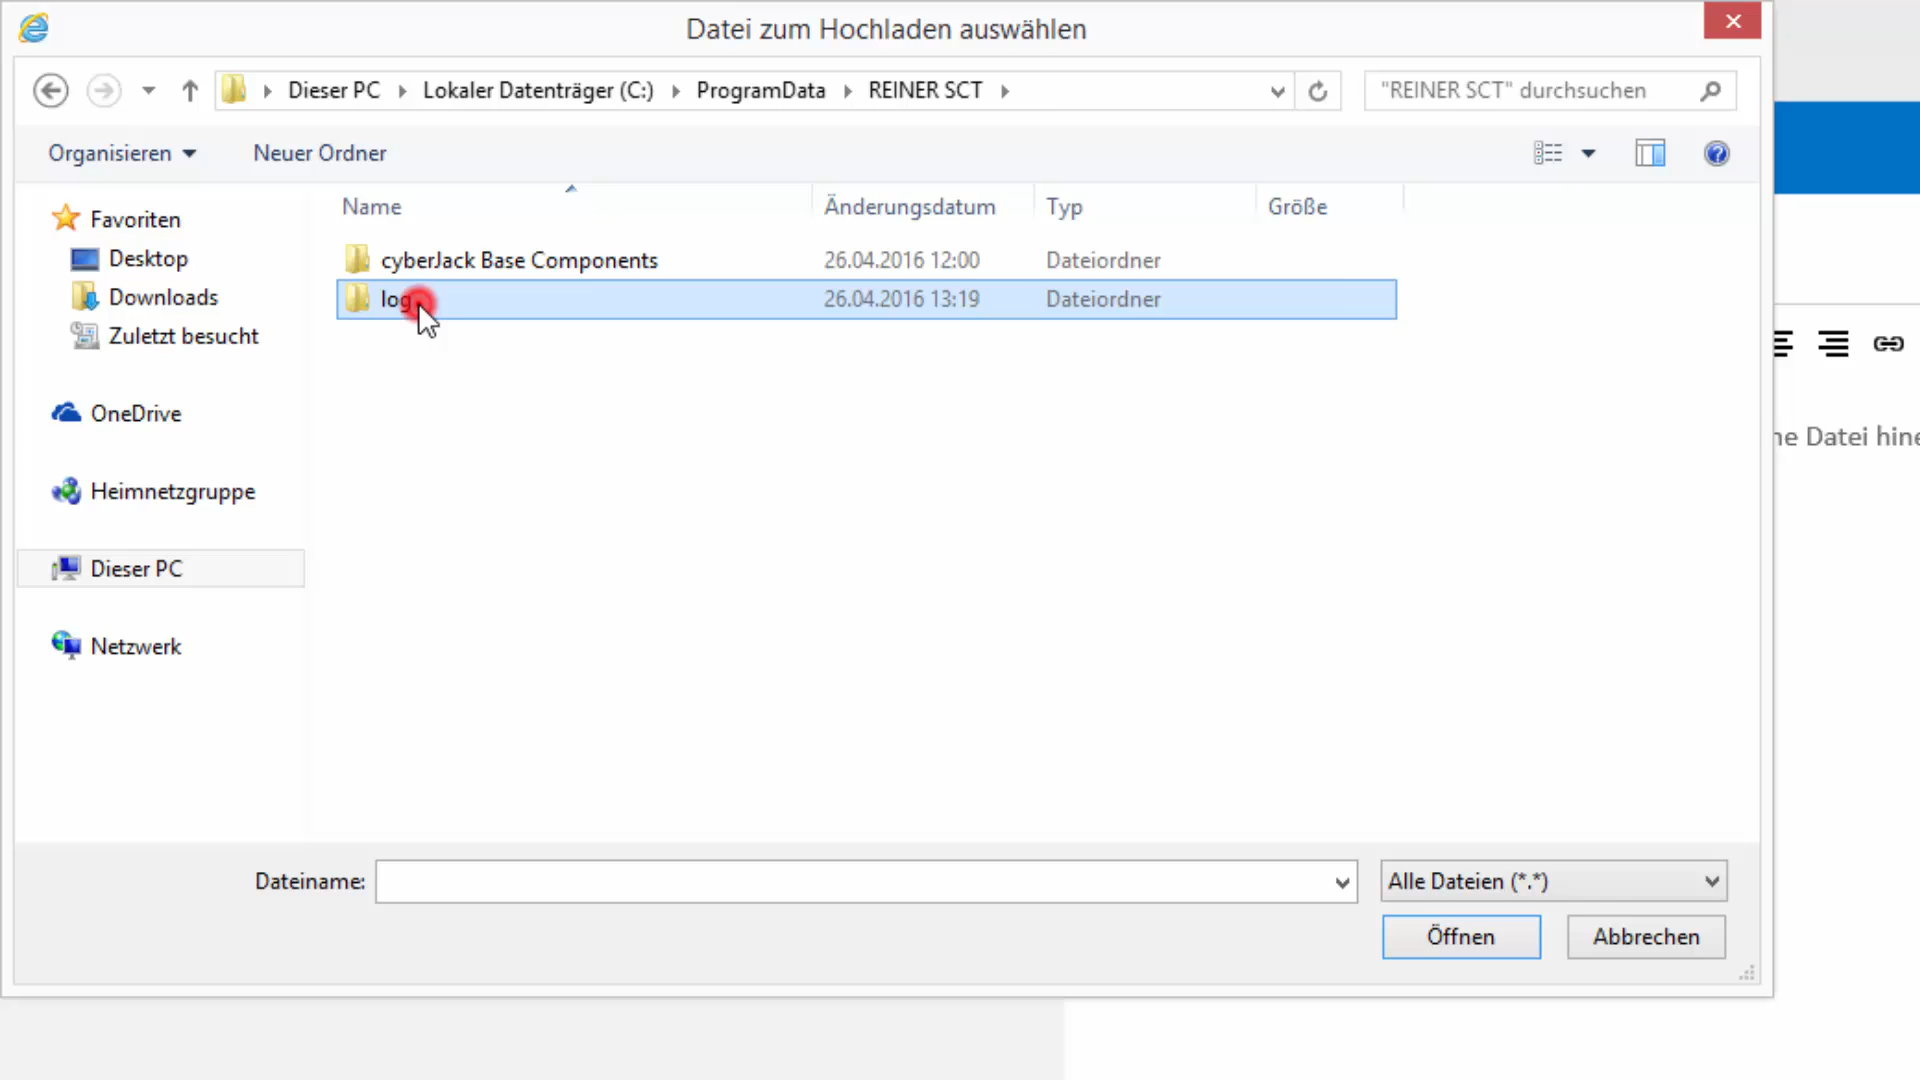 Datei zum Hochladen auswählen
Dieser PC Lokaler Datenträger (C:) ProgramData REINER SCT
"REINER SCT" durchsuchen
Organisieren Neuer Ordner
Name Änderungsdatum Typ Größe
Favoriten
Desktop
Downloads
Zuletzt besucht
OneDrive
Heimnetzgruppe
Dieser PC
Netzwerk
cyberJack Base Components 26.04.2016 12:00 Dateiordner
log 26.04.2016 13:19 Dateiordner
Datei
Dateiname:
Alle Dateien (*.*)
Öffnen Abbrechen